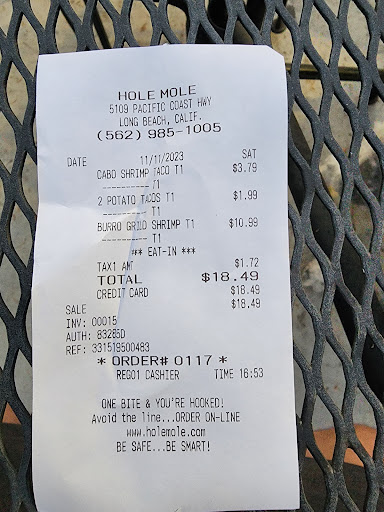 HOLE MOLE
5109 PACIFIC COAST HWY
LONG BEACH, CALIF.
(562) 985-1005
DATE 11/11/2023 SAT
CABO SHRIMP TACO T1 $3.79
----------- T1
2 POTATO TACOS T1 $1.99
----------- T1
BURRO GRILD SHRIMP T1 $10.99
----------- T1
*** EAT-IN ***
TAX1 AMT $1.72
TOTAL $18.49
CREDIT CARD $18.49
SALE $18.49
INV: 00015
AUTH: 83285D
REF: 331519500483
* ORDER# 0117 *
REG01 CASHIER TIME 16:53
ONE BITE & YOU'RE HOOKED!
Avoid the line...ORDER ON-LINE
www.holemole.com
BE SAFE...BE SMART!